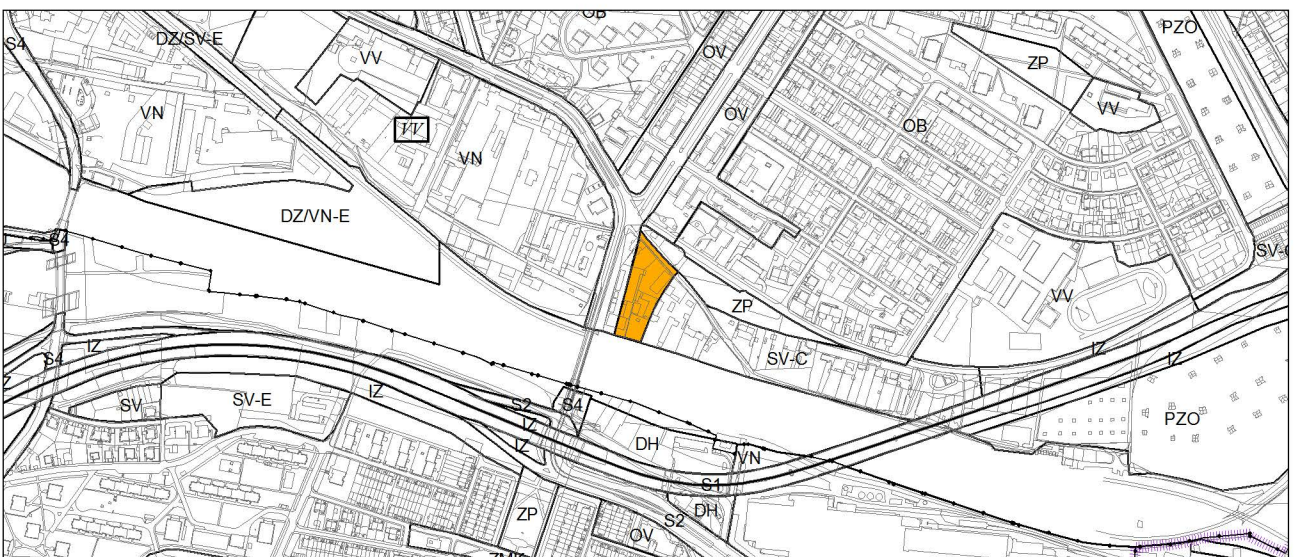 OB
S4
DZ/SV-E
OV
PZO
VV
ZP
VN
VV
OV
OB
VV
VN
DZ/VN-E
S4
SV-C
VV
ZP
IZ
SV-C
IZ
IZ
S4
Z
SV
SV-E
IZ
S2
S4
IZ
IZ
DH
VN
PZO
S1
DH
S2
ZP
OV
ZMK